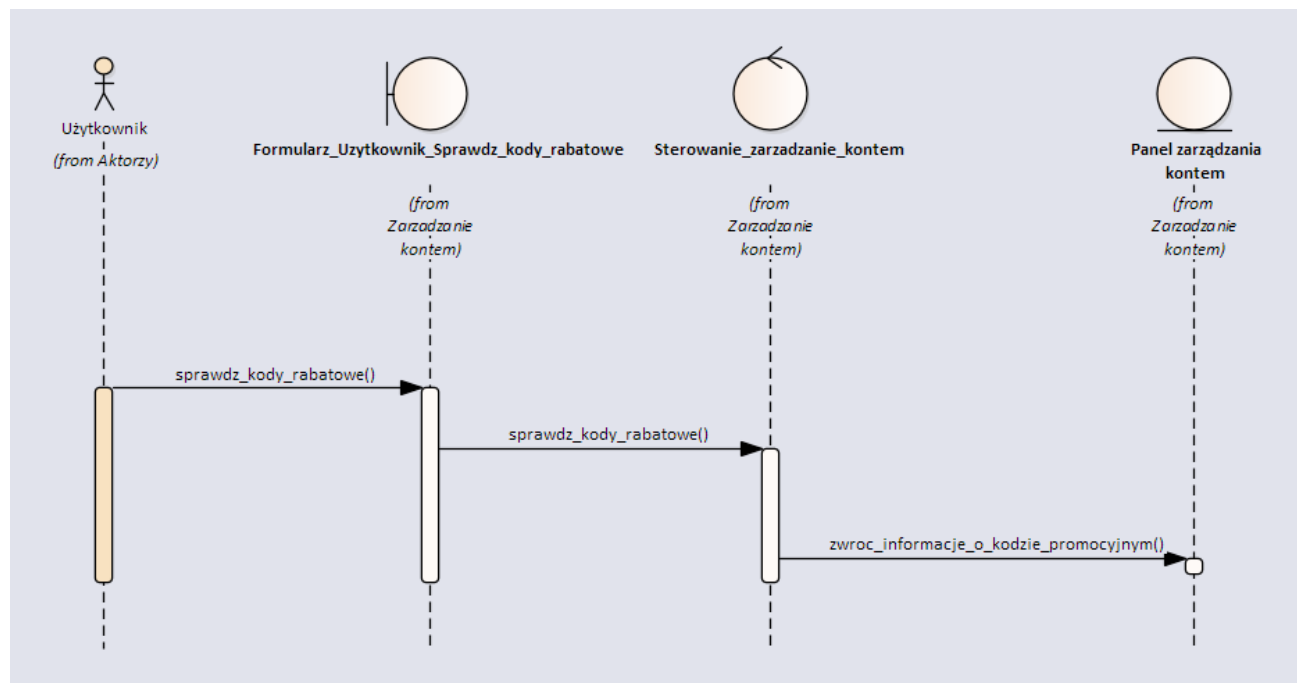 Użytkownik
(from Aktorzy)
Formularz_Uzytkownik_Sprawdz_kody_rabatowe
(from
Zarzadzanie
kontem)
Sterowanie_zarzadzanie_kontem
(from
Zarzadzanie
kontem)
Panel zarządzania
kontem
(from
Zarzadzanie
kontem)
sprawdz_kody_rabatowe()
sprawdz_kody_rabatowe()
zwroc_informacje_o_kodzie_promocyjnym()